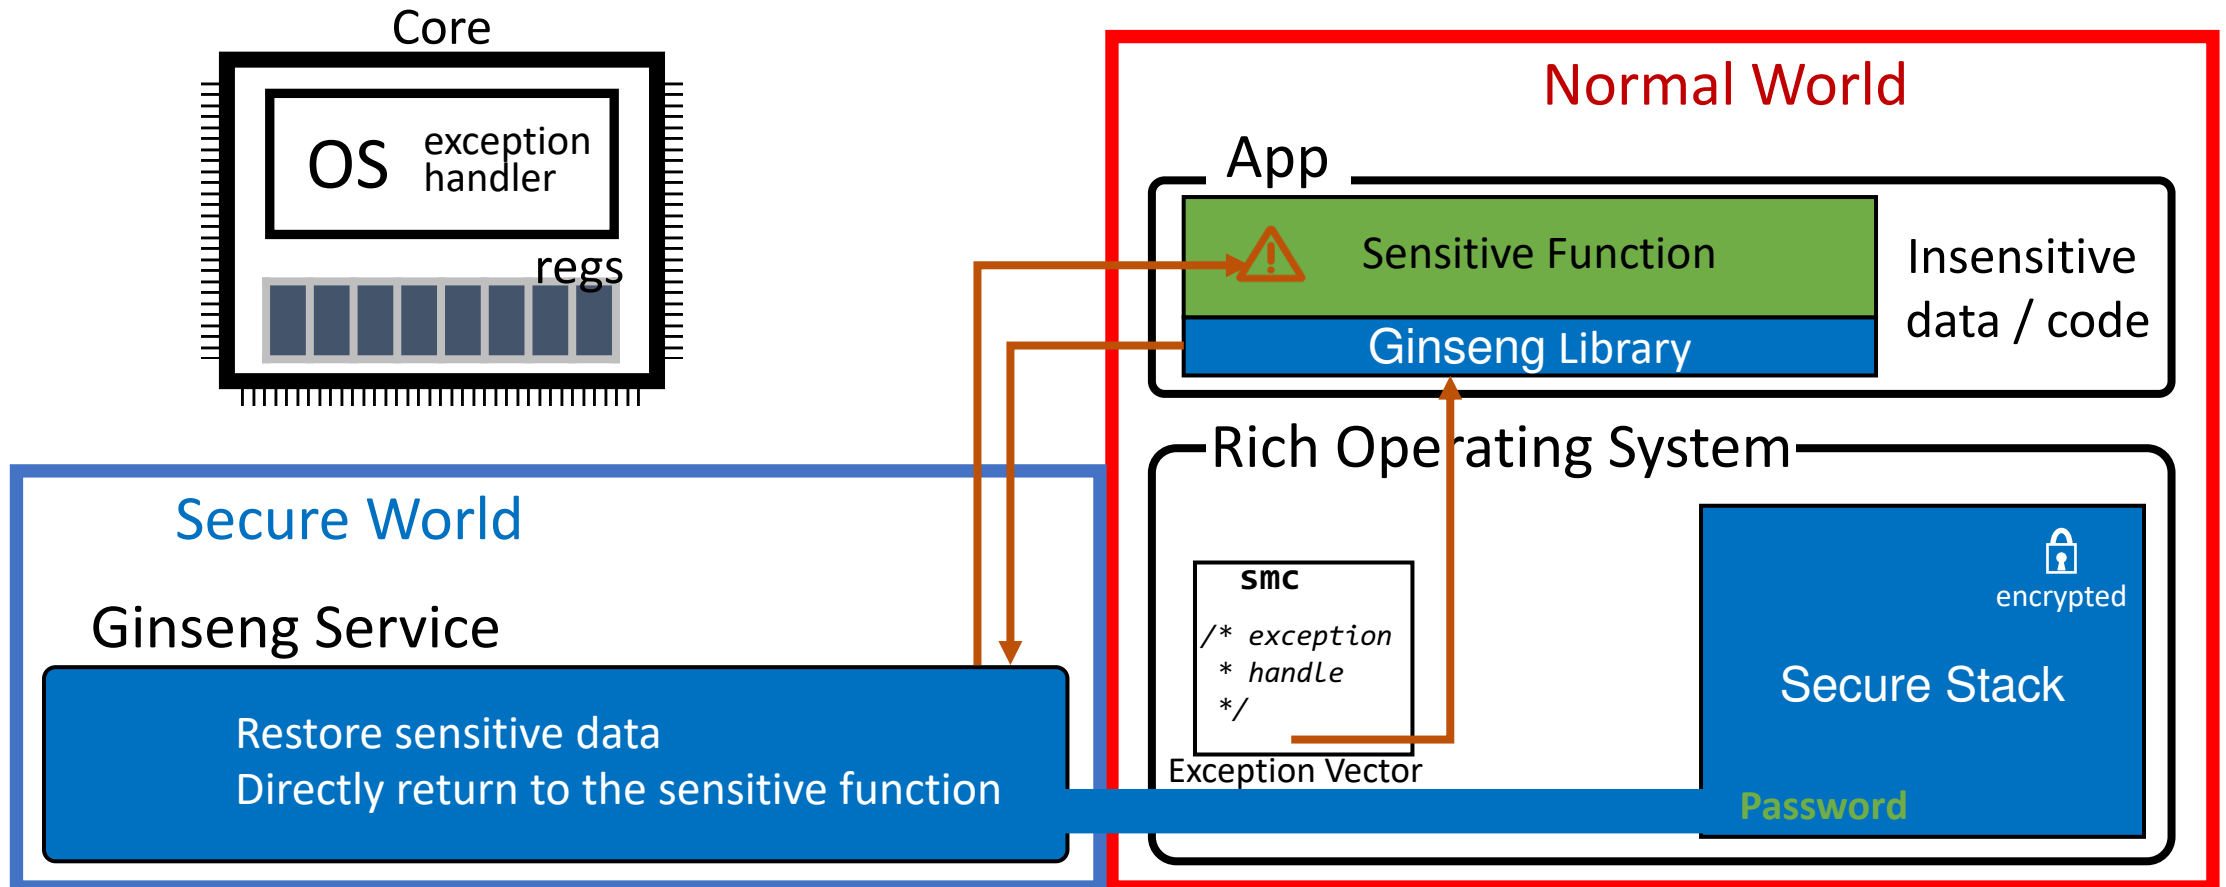 Core
OS
exception
handler
regs
Normal World
App
Sensitive Function
Ginseng Library
Insensitive
data / code
Rich Operating System
smc
/* exception
* handle
*/
Exception Vector
encrypted
Secure Stack
Password
Secure World
Ginseng Service
Restore sensitive data
Directly return to the sensitive function